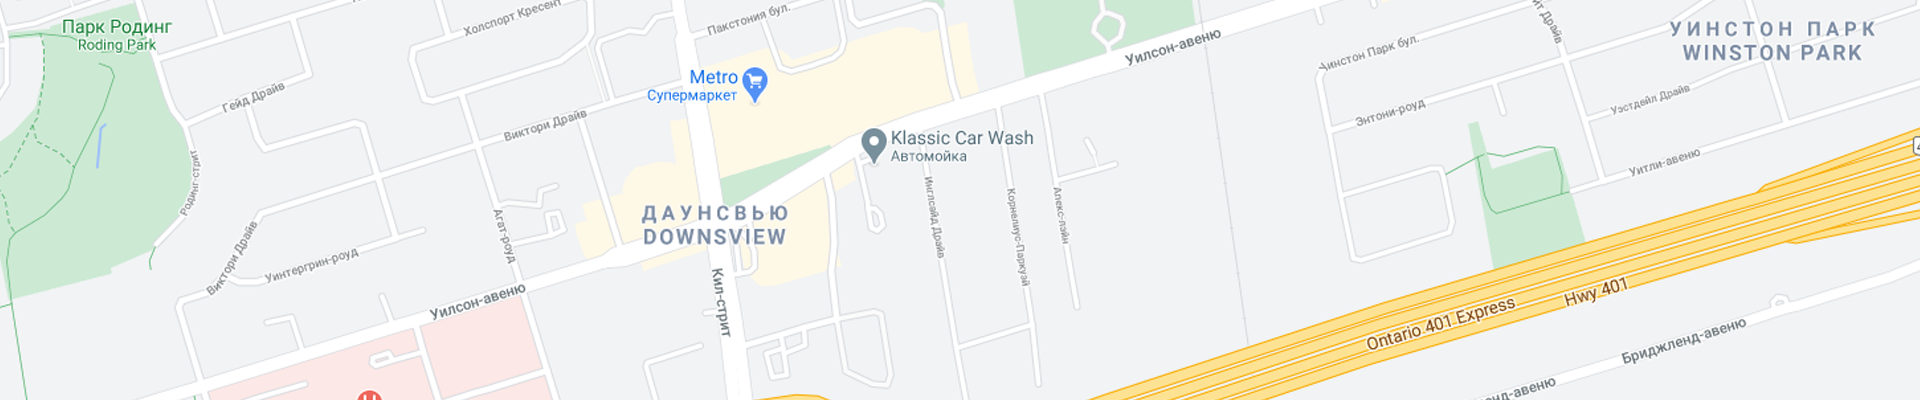 Парк Родинг
Roding Park
Холспорт Кресент
Пакстония бул.
Уилсон-авеню
Уинстон Парк бул.
УИНСТОН ПАРК
WINSTON PARK
Metro
Супермаркет
Гейд Драйв
Виктори Драйв
Klassic Car Wash
Автомойка
Энтони-роуд
Уэстдейл Драйв
Уитли-авеню
Родинг-стрит
Агат-роуд
ДАУНСВЬЮ
DOWNSVIEW
Инглсайд Драйв
Корнелиус-Паркуэй
Алекс-лэйн
Виктори Драйв
Уинтергрин-роуд
Уилсон-авеню
Кил-стрит
Ontario 401 Express
Hwy 401
Бриджленд-авеню